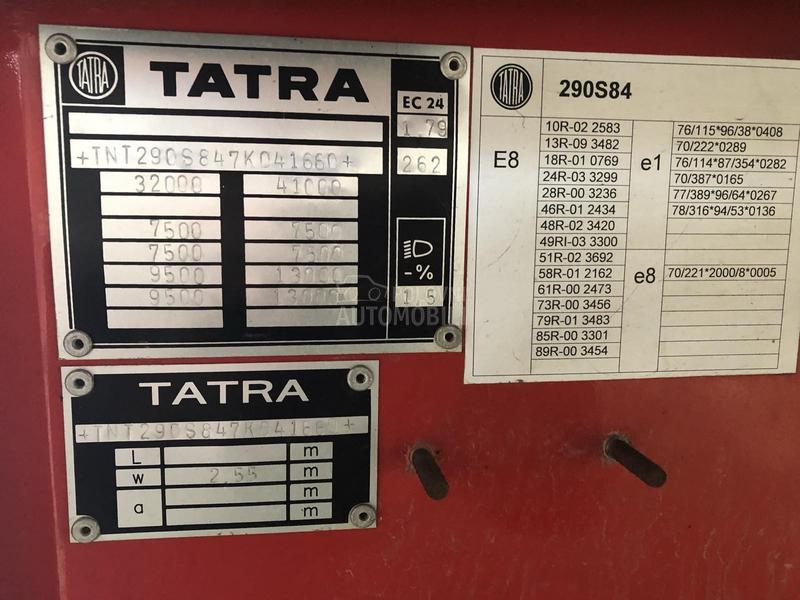 TATRA TATRA
EC 24
1.79
+TNT290S847K041660+
262
32000 41000
7500 7500
7500 7500
9500 13000
9500 13000
-%
1.5
AUTOMOBILI
TATRA 290S84
E8
10R-02 2583
13R-09 3482
18R-01 0769
24R-03 3299
28R-00 3236
46R-01 2434
48R-02 3420
49RI-03 3300
51R-02 3692
58R-01 2162
61R-00 2473
73R-00 3456
79R-01 3483
85R-00 3301
89R-00 3454
e1
76/115*96/38*0408
70/222*0289
76/114*87/354*0282
70/387*0165
77/389*96/64*0267
78/316*94/53*0136
e8
70/221*2000/8*0005
TATRA
+TNT290S847K041660+
L m
w 2.55 m
a m
m
TATRA